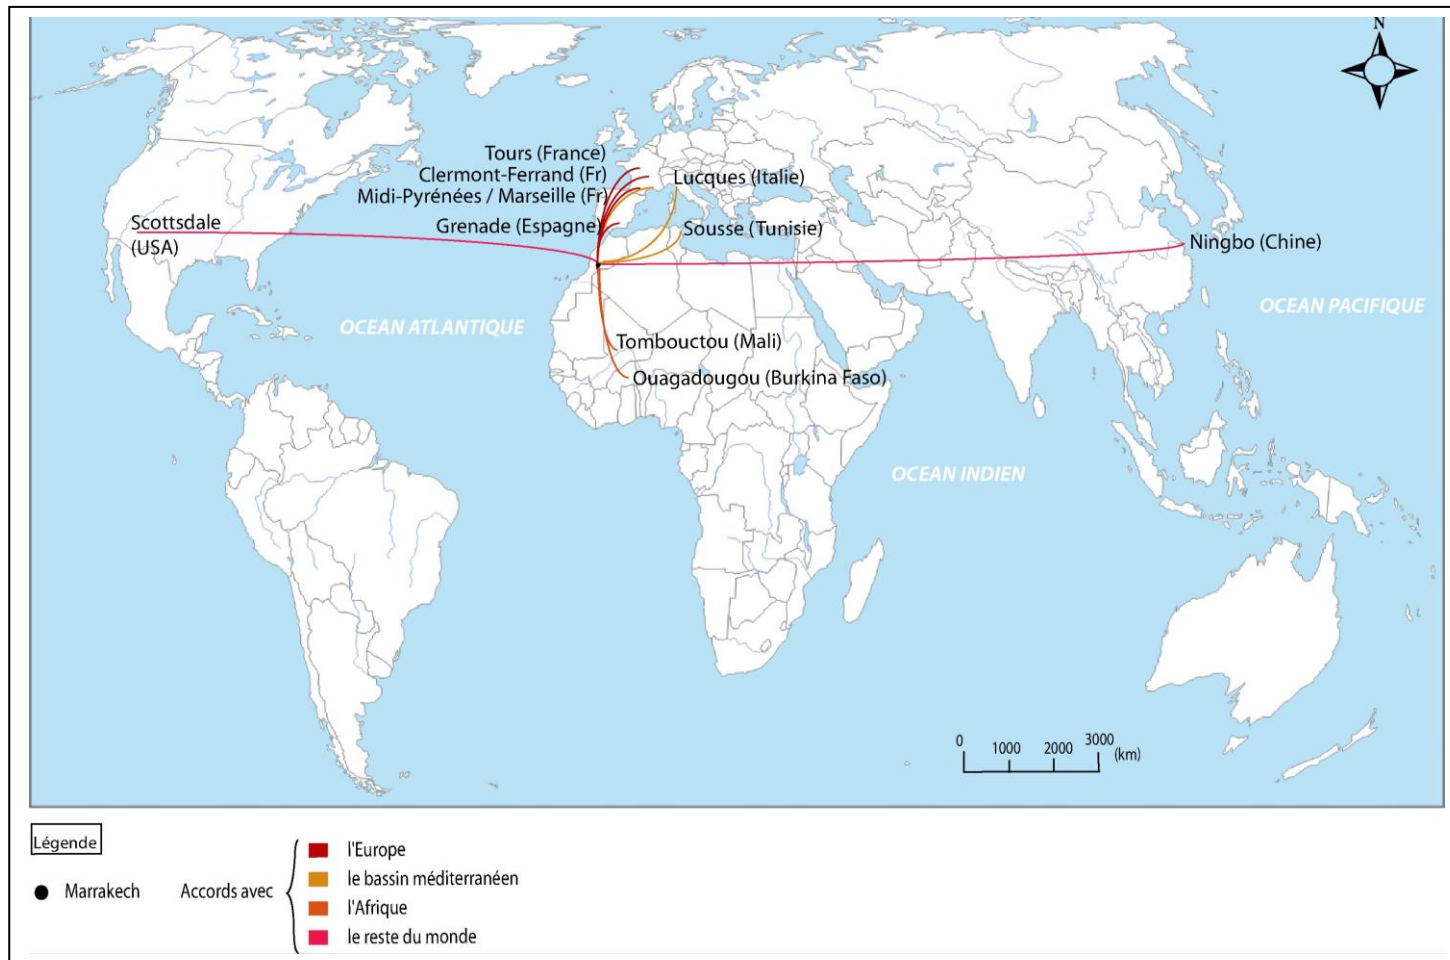 N
Tours (France)
Clermont-Ferrand (Fr)
Midi-Pyrénées / Marseille (Fr)
Lucques (Italie)
Grenade (Espagne)
Sousse (Tunisie)
Scottsdale
(USA)
Ningbo (Chine)
OCEAN ATLANTIQUE
OCEAN PACIFIQUE
Tombouctou (Mali)
Ouagadougou (Burkina Faso)
OCEAN INDIEN
0 1000 2000 3000 (km)
Légende
Marrakech
Accords avec
l'Europe
le bassin méditerranéen
l'Afrique
le reste du monde